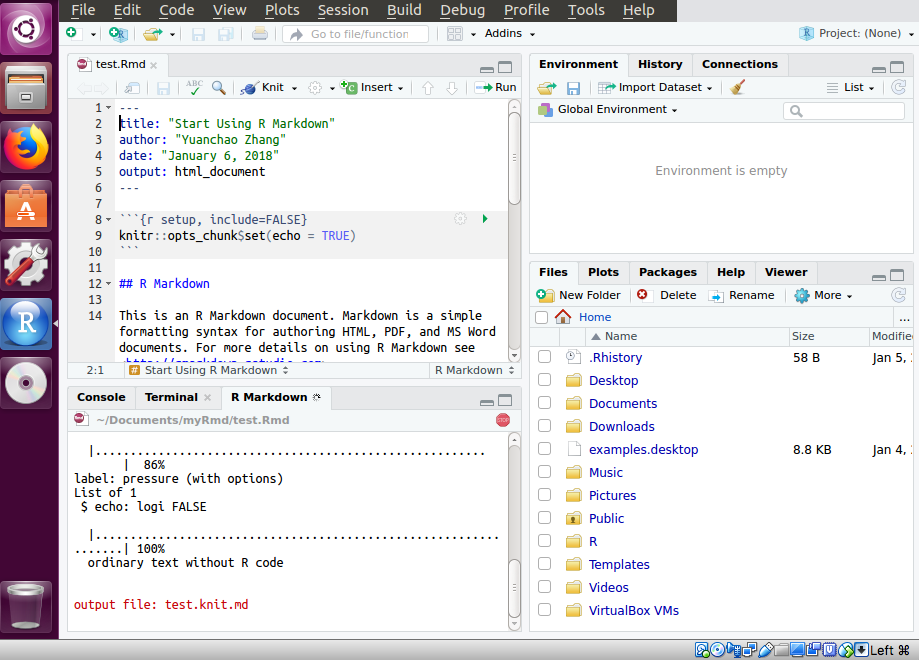 File Edit Code View Plots Session Build Debug Profile Tools Help
Go to file/function Addins Project: (None)
test.Rmd
ABC Knit Insert Run
1 ---
2 title: "Start Using R Markdown"
3 author: "Yuanchao Zhang"
4 date: "January 6, 2018"
5 output: html_document
6 ---
7
8 ```{r setup, include=FALSE}
9 knitr::opts_chunk$set(echo = TRUE)
10 ```
11
12 ## R Markdown
13
14 This is an R Markdown document. Markdown is a simple
formatting syntax for authoring HTML, PDF, and MS Word
documents. For more details on using R Markdown see
2:1 # Start Using R Markdown R Markdown
Console Terminal R Markdown
~/Documents/myRmd/test.Rmd STOP
|........................................................
| 86%
label: pressure (with options)
List of 1
$ echo: logi FALSE
|..........................................................
.......| 100%
ordinary text without R code
output file: test.knit.md
Environment History Connections
Import Dataset List
Global Environment
Environment is empty
Files Plots Packages Help Viewer
New Folder Delete Rename More
Home ...
Name Size Modified
.Rhistory 58 B Jan 5,
Desktop
Documents
Downloads
examples.desktop 8.8 KB Jan 4,
Music
Pictures
Public
R
Templates
Videos
VirtualBox VMs
Left ⌘